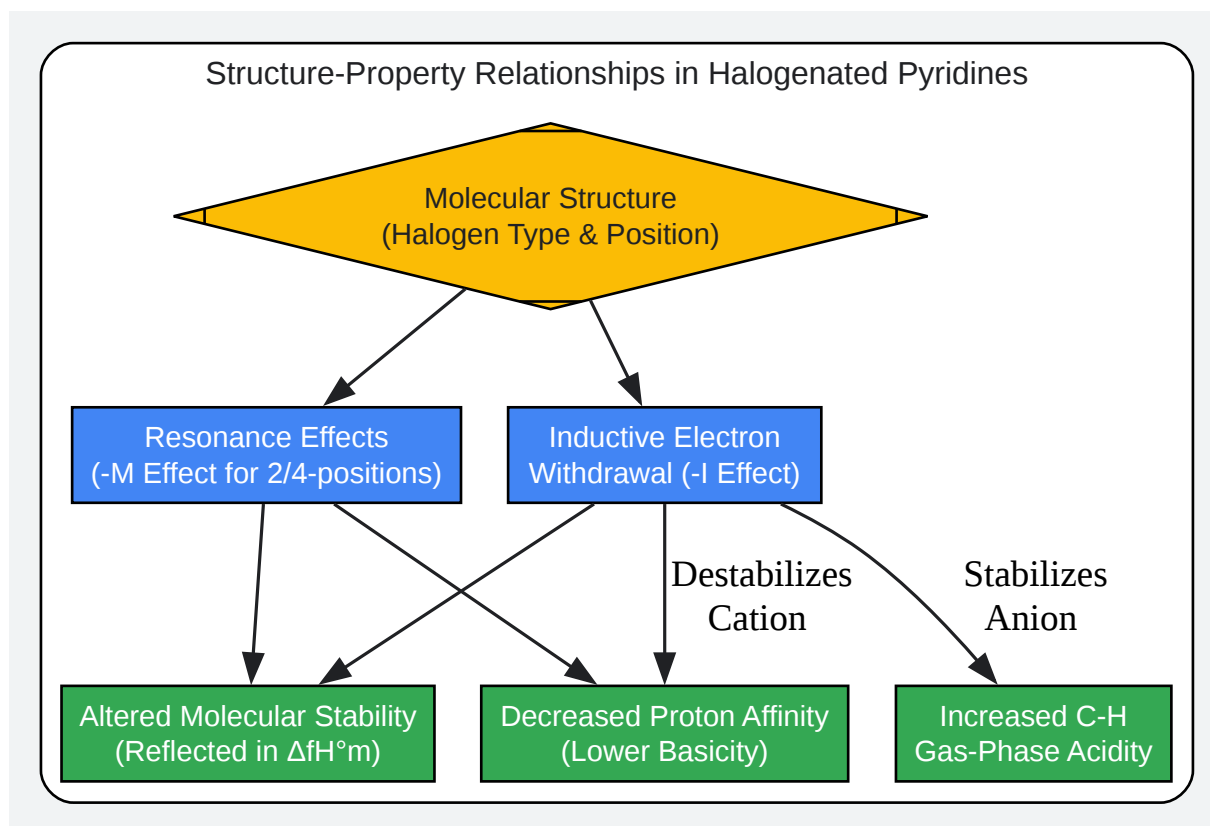 Structure-Property Relationships in Halogenated Pyridines
Molecular Structure
(Halogen Type & Position)
Resonance Effects
(-M Effect for 2/4-positions)
Inductive Electron
Withdrawal (-I Effect)
Destabilizes
Cation
Stabilizes
Anion
Altered Molecular Stability
(Reflected in ΔfH°m)
Decreased Proton Affinity
(Lower Basicity)
Increased C-H
Gas-Phase Acidity